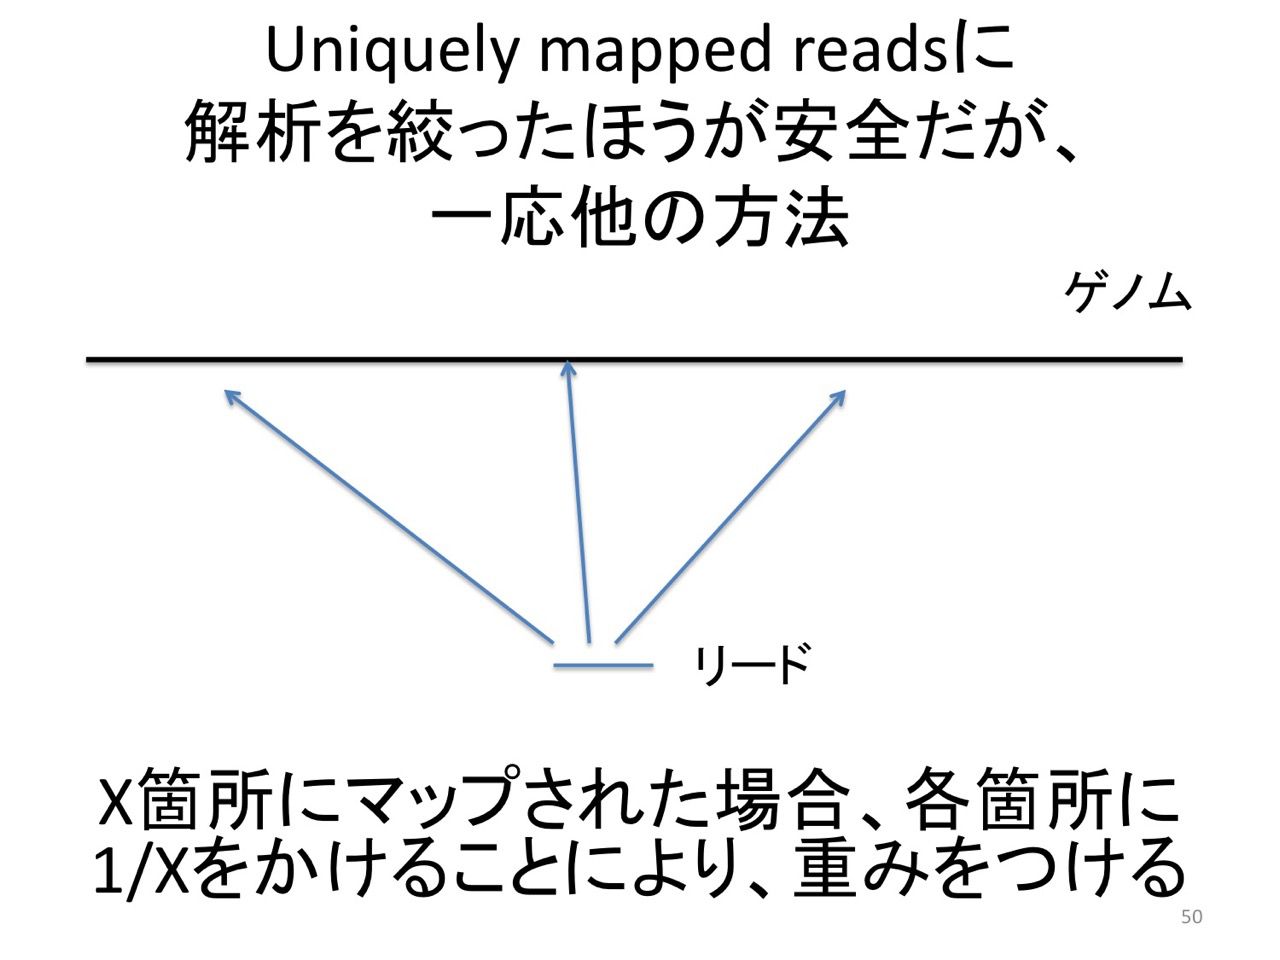 Uniquely mapped readsに
解析を絞ったほうが安全だが、
一応他の方法
ゲノム
リード
X箇所にマップされた場合、各箇所に
1/Xをかけることにより、重みをつける
50